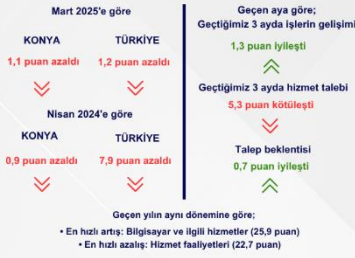 Mart 2025'e göre
KONYA
TÜRKİYE
1,1 puan azaldı
1,2 puan azaldı
Nisan 2024'e göre
KONYA
TÜRKİYE
0,9 puan azaldı
7,9 puan azaldı
Geçen aya göre;
Geçtiğimiz 3 ayda işlerin gelişimi
1,3 puan iyileşti
Geçtiğimiz 3 ayda hizmet talebi
5,3 puan kötüleşti
Talep beklentisi
0,7 puan iyileşti
Geçen yılın aynı dönemine göre;
• En hızlı artış: Bilgisayar ve ilgili hizmetler (25,9 puan)
• En hızlı azalış: Hizmet faaliyetleri (22,7 puan)